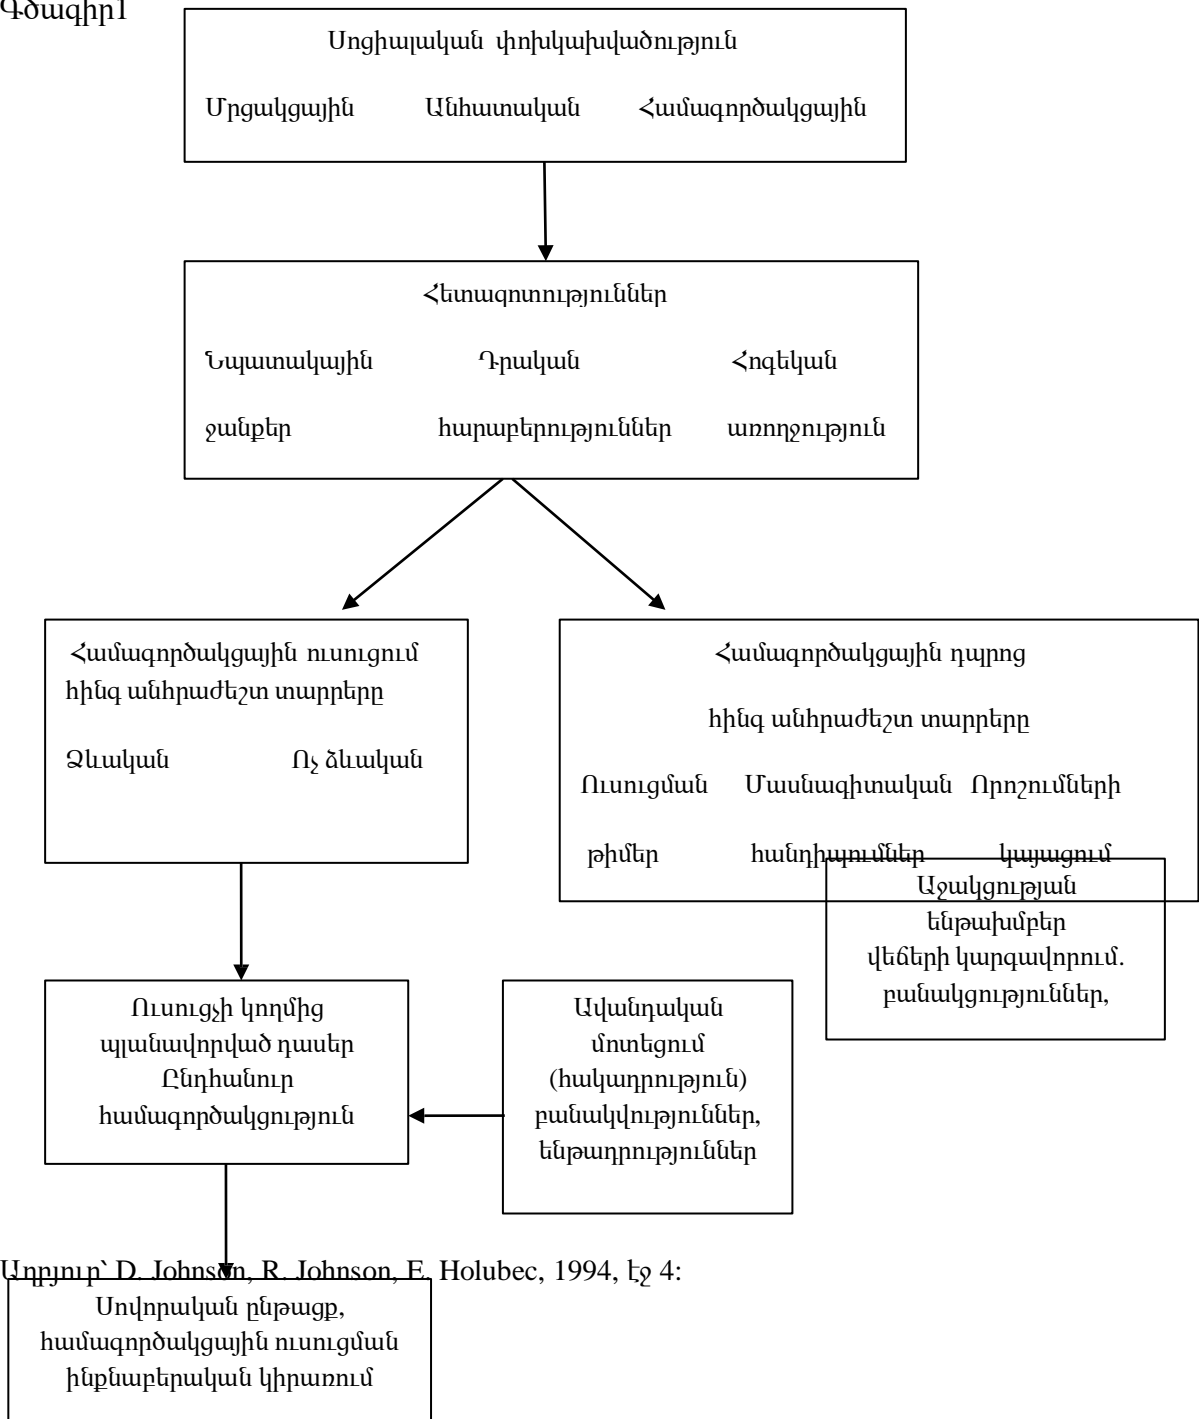 Գծագիր1
Սոցիալական փոխկախվածություն
Մրցակցային Անհատական Համագործակցային
Հետազոտություններ
Նպատակային Դրական Հոգեկան
ջանքեր հարաբերություններ առողջություն
Համագործակցային ուսուցում
հինգ անհրաժեշտ տարրերը
Ձևական Ոչ ձևական
Համագործակցային դպրոց
հինգ անհրաժեշտ տարրերը
Ուսուցման Մասնագիտական Որոշումների
թիմեր հանդիպումներ կայացում
Աջակցության
ենթախմբեր
վեճերի կարգավորում.
բանակցություններ,
Ուսուցչի կողմից
պլանավորված դասեր
Ընդհանուր
համագործակցություն
Ավանդական
մոտեցում
(հակադրություն)
բանակվություններ,
ենթադրություններ
Աղբյուր՝ D. Johnson, R. Johnson, E. Holubec, 1994, էջ 4:
Սովորական ընթացք,
համագործակցային ուսուցման
ինքնաբերական կիրառում